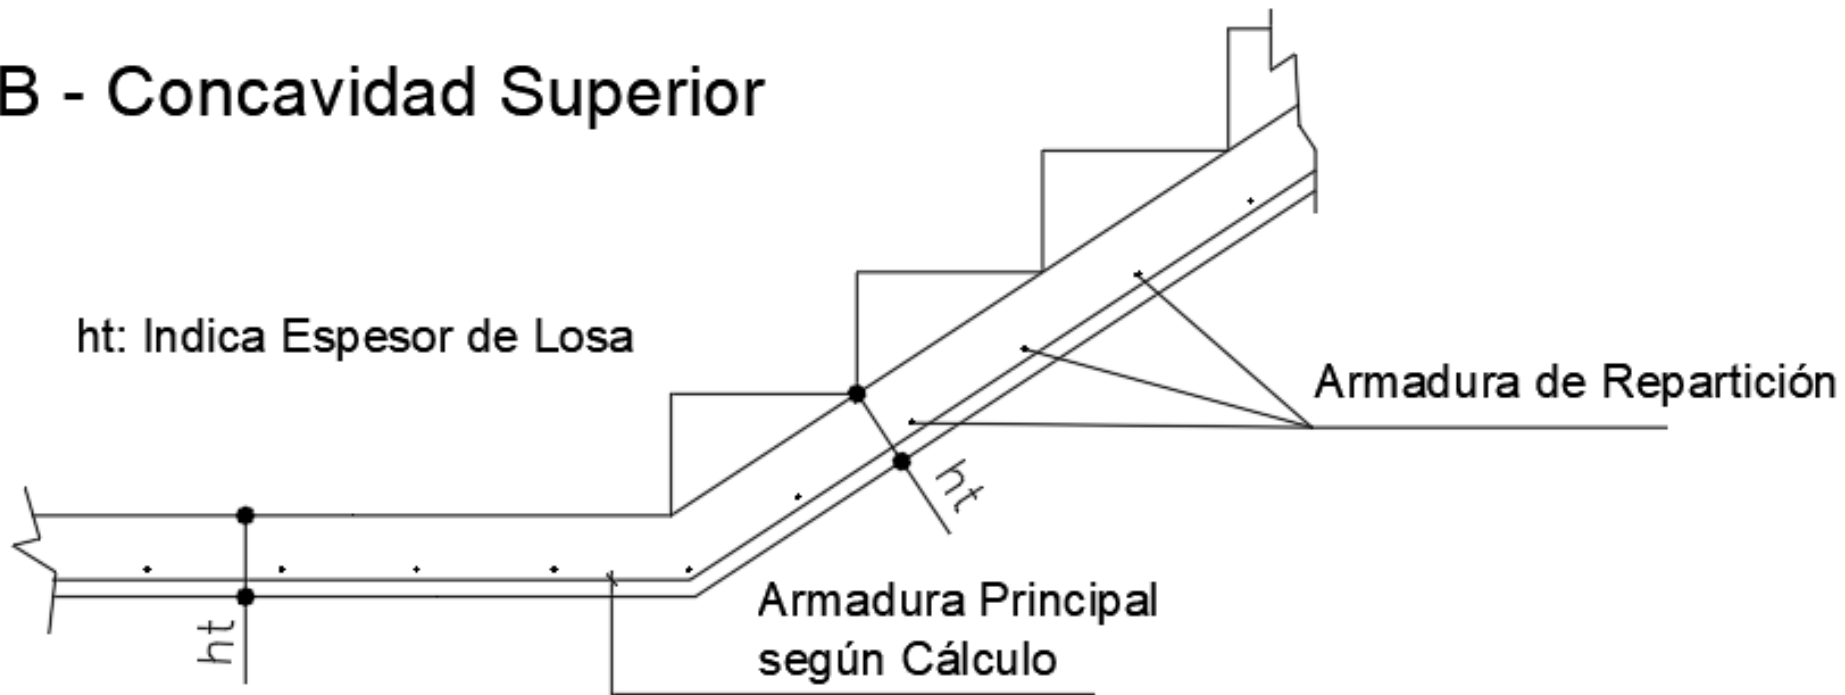 B - Concavidad Superior
ht: Indica Espesor de Losa
Armadura de Repartición
ht
Armadura Principal
según Cálculo
ht